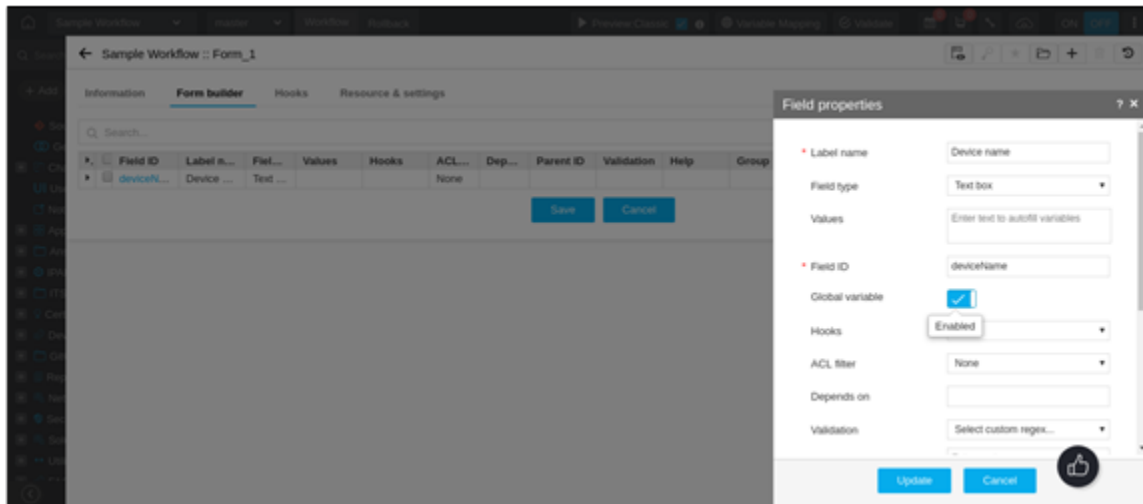 Sample Workflow master Workflow Rollback Preview Classic Variable Mapping Validate ON OFF
Sample Workflow :: Form_1
Information Form builder Hooks Resource & settings
Search...
Field ID Label n... Fiel... Values Hooks ACL... Dep... Parent ID Validation Help Group
deviceN... Device ... Text ... None
Save Cancel
+ Add
Field properties ? ×
* Label name Device name
Field type Text box
Values Enter text to autofill variables
* Field ID deviceName
Global variable
Enabled
Hooks
ACL filter None
Depends on
Validation Select custom regex...
Update Cancel